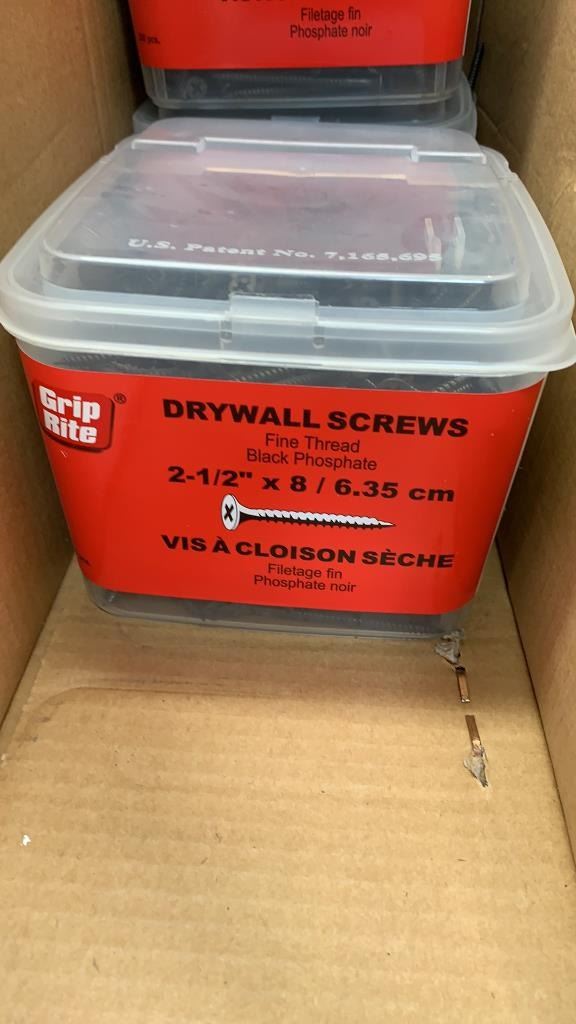 Filetage fin
Phosphate noir
pcs.
U.S. Patent No. 7,168,695
Grip
Rite®
DRYWALL SCREWS
Fine Thread
Black Phosphate
2-1/2" x 8 / 6.35 cm
VIS À CLOISON SÈCHE
Filetage fin
Phosphate noir